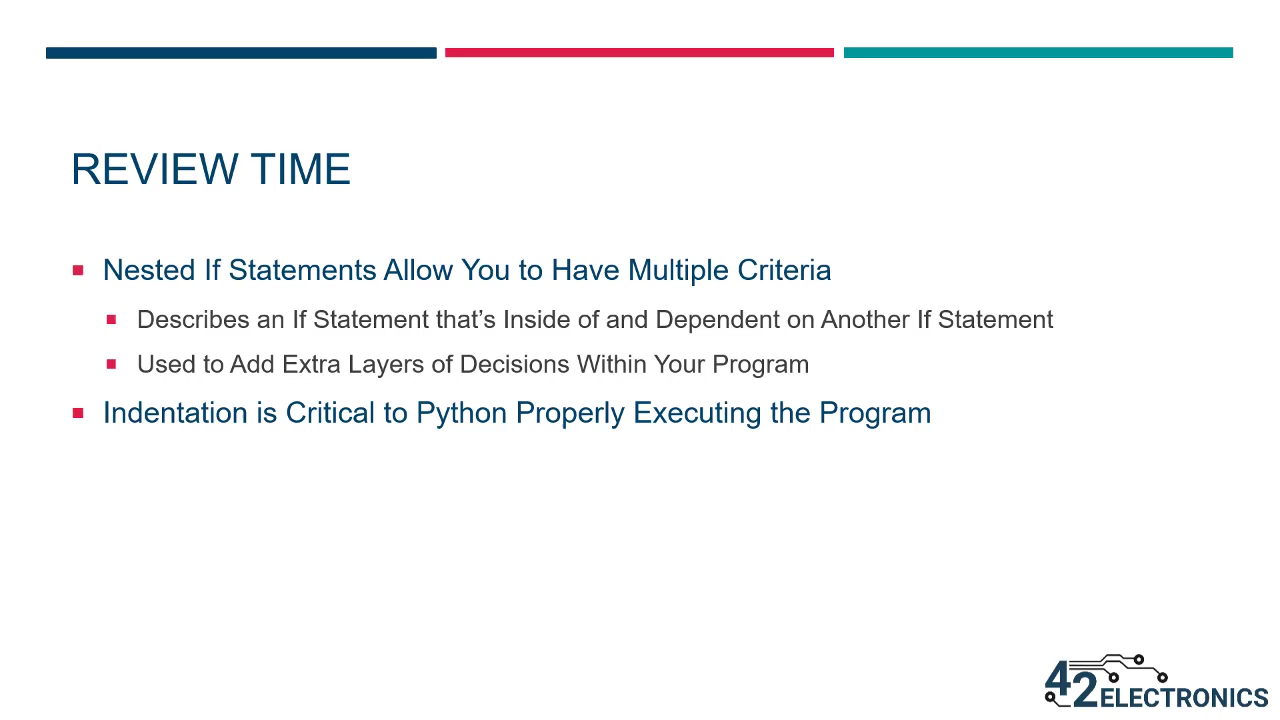 REVIEW TIME
Nested If Statements Allow You to Have Multiple Criteria
Describes an If Statement that’s Inside of and Dependent on Another If Statement
Used to Add Extra Layers of Decisions Within Your Program
Indentation is Critical to Python Properly Executing the Program
42 ELECTRONICS